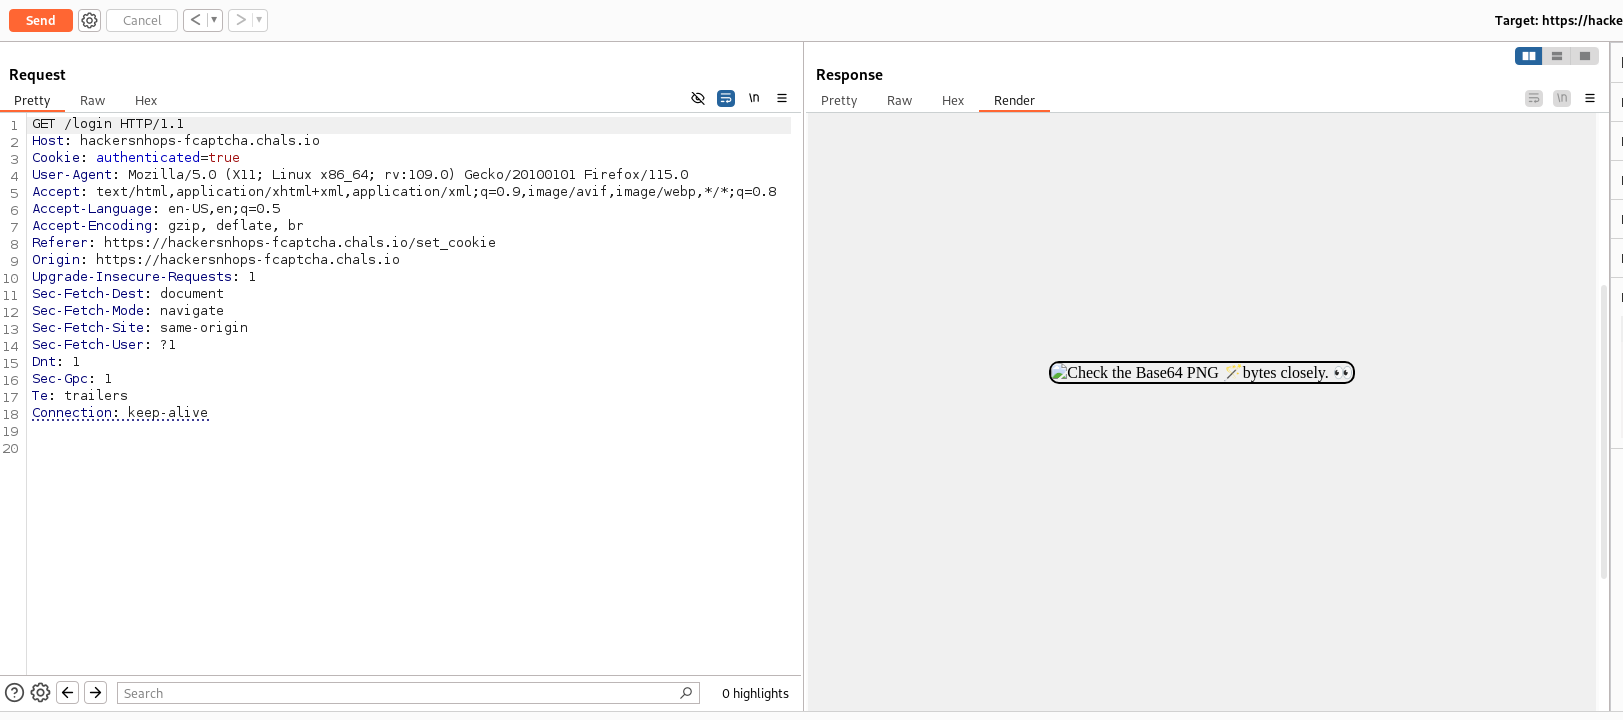 Send
Cancel
Target: https://hacke
Request
Pretty Raw Hex
\n
1 GET /login HTTP/1.1
2 Host: hackersnhops-fcaptcha.chals.io
3 Cookie: authenticated=true
4 User-Agent: Mozilla/5.0 (X11; Linux x86_64; rv:109.0) Gecko/20100101 Firefox/115.0
5 Accept: text/html,application/xhtml+xml,application/xml;q=0.9,image/avif,image/webp,*/*;q=0.8
6 Accept-Language: en-US,en;q=0.5
7 Accept-Encoding: gzip, deflate, br
8 Referer: https://hackersnhops-fcaptcha.chals.io/set_cookie
9 Origin: https://hackersnhops-fcaptcha.chals.io
10 Upgrade-Insecure-Requests: 1
11 Sec-Fetch-Dest: document
12 Sec-Fetch-Mode: navigate
13 Sec-Fetch-Site: same-origin
14 Sec-Fetch-User: ?1
15 Dnt: 1
16 Sec-Gpc: 1
17 Te: trailers
18 Connection: keep-alive
19
20
Search
0 highlights
Response
Pretty Raw Hex Render
\n
Check the Base64 PNG 🪄 bytes closely. 👀